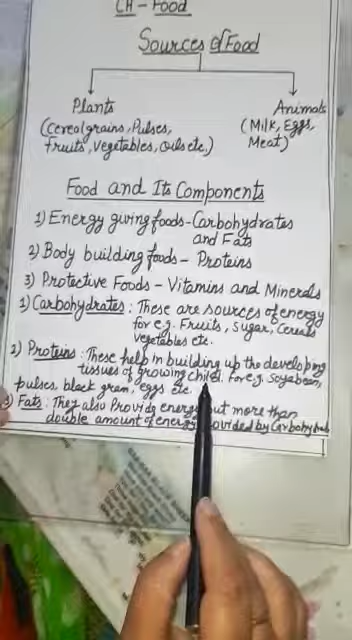 CH - Food
Sources of Food
Plants
(Cereal grains, Pulses,
fruits, vegetables, Oils etc.)
Animals
(Milk, Eggs,
Meat)
Food and Its Components
1) Energy giving foods - Carbohydrates
and Fats
2) Body building foods - Proteins
3) Protective Foods - Vitamins and Minerals
1) Carbohydrates : These are sources of energy
for e.g. Fruits, Sugar, Cereals
vegetables etc.
2) Proteins : These help in building up the developing
tissues of growing child. For e.g. Soyabean,
pulses, black gram, eggs etc.
3) Fats : They also Provide energy but more than
double amount of energy provided by Carbohydrates